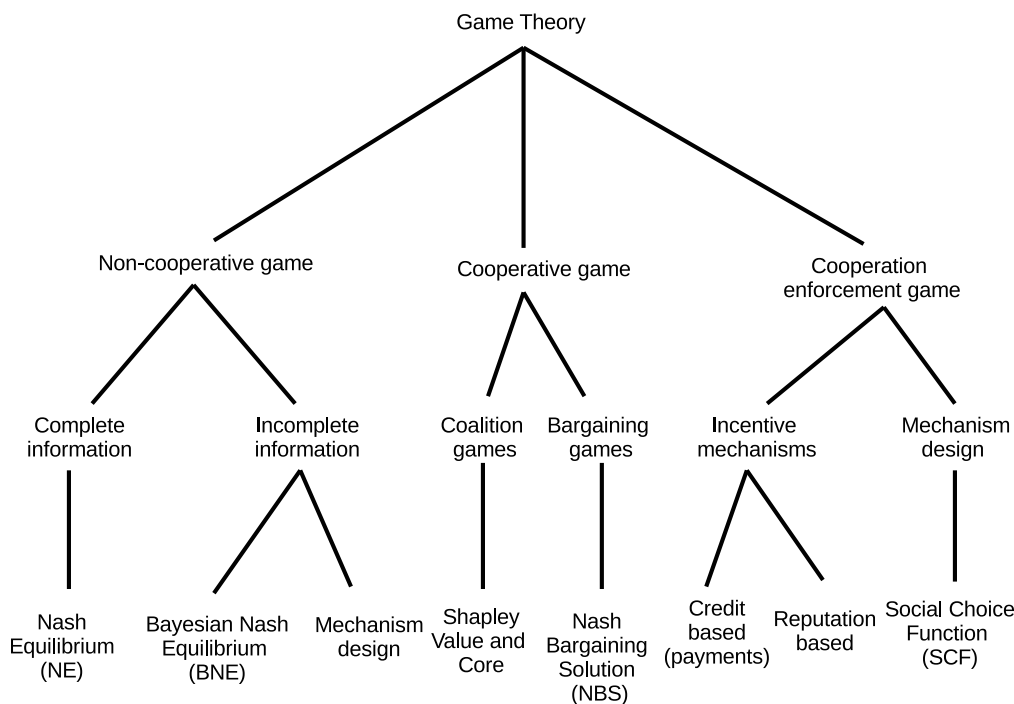 Game Theory
Non-cooperative game
Cooperative game
Cooperation
enforcement game
Complete
information
Incomplete
information
Coalition
games
Bargaining
games
Incentive
mechanisms
Mechanism
design
Nash
Equilibrium
(NE)
Bayesian Nash
Equilibrium
(BNE)
Mechanism
design
Shapley
Value and
Core
Nash
Bargaining
Solution
(NBS)
Credit
based
(payments)
Reputation
based
Social Choice
Function
(SCF)